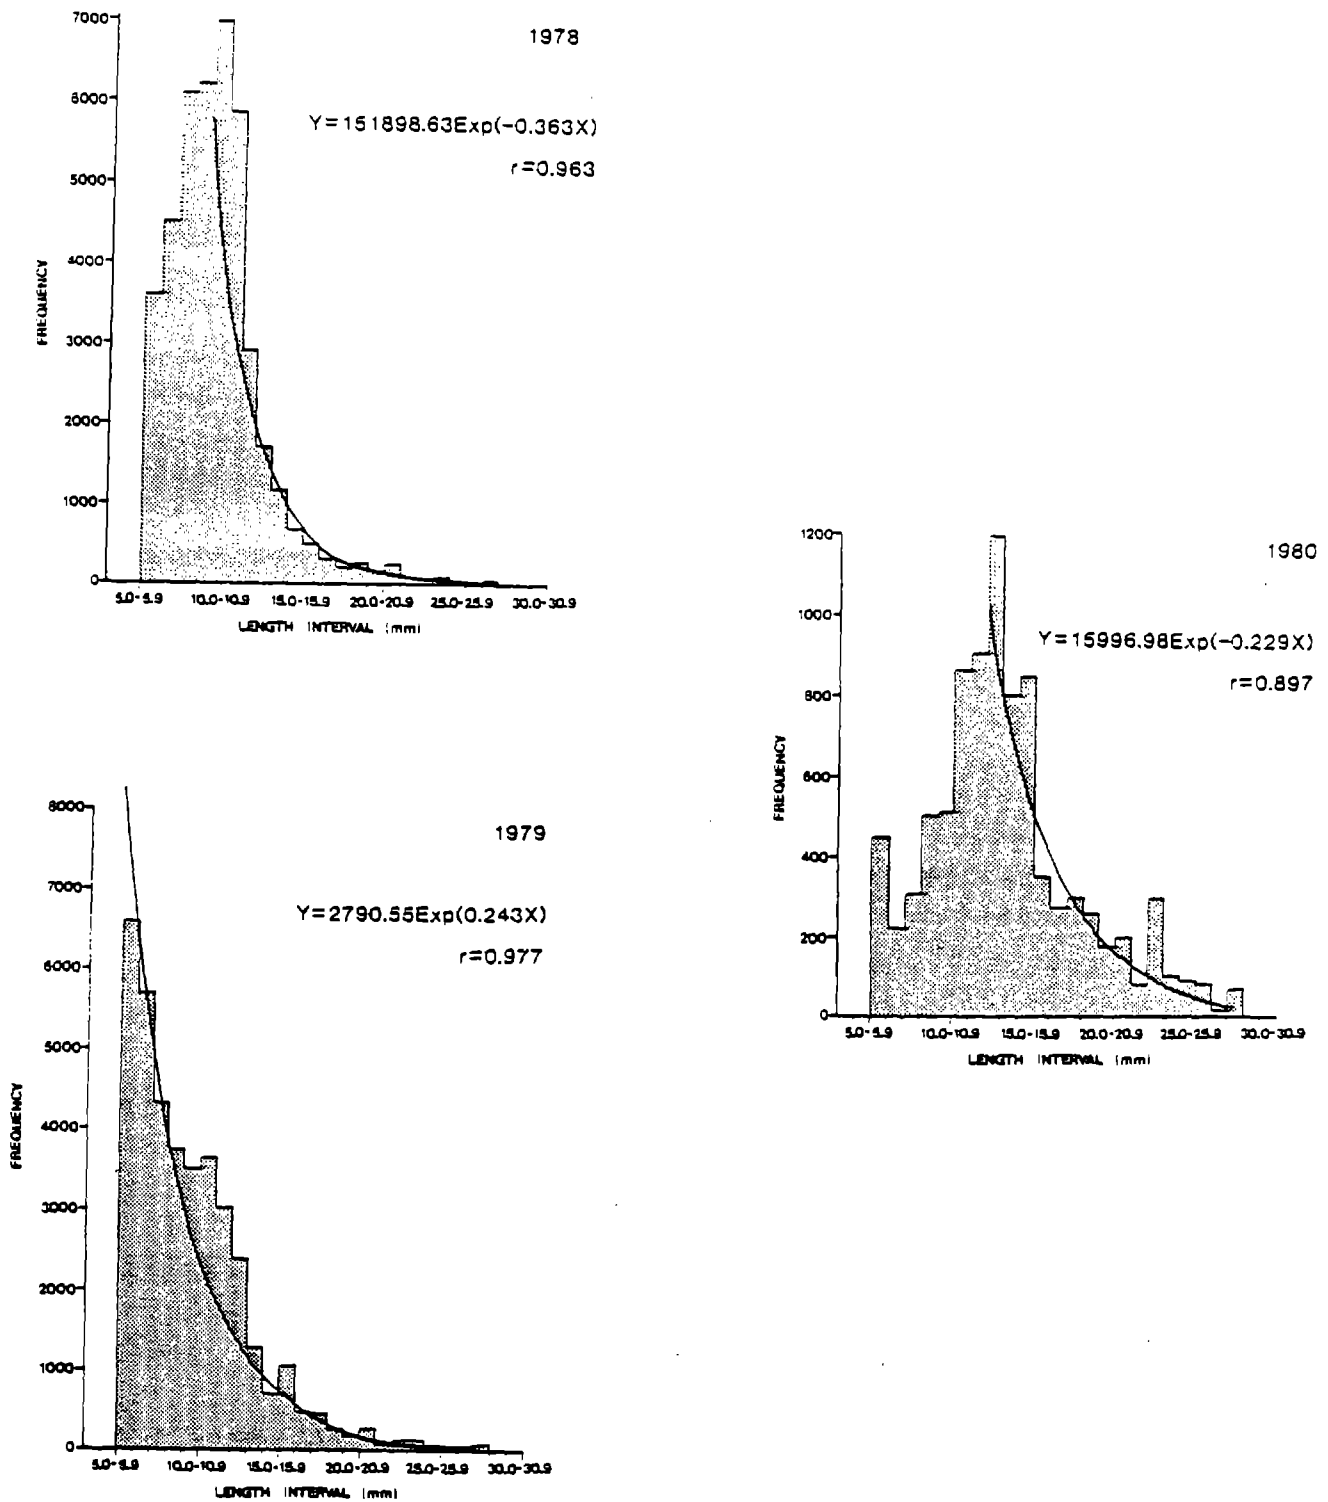 1978
Y=151898.63Exp(-0.363X)
r=0.963
7000
6000
5000
4000
3000
2000
1000
0
FREQUENCY
5.0-5.9 10.0-10.9 15.0-15.9 20.0-20.9 25.0-25.9 30.0-30.9
LENGTH INTERVAL (mm)
1980
Y=15996.98Exp(-0.229X)
r=0.897
1200
1000
800
600
400
200
0
FREQUENCY
5.0-5.9 10.0-10.9 15.0-15.9 20.0-20.9 25.0-25.9 30.0-30.9
LENGTH INTERVAL (mm)
1979
Y=2790.55Exp(0.243X)
r=0.977
8000
7000
6000
5000
4000
3000
2000
1000
0
FREQUENCY
5.0-5.9 10.0-10.9 15.0-15.9 20.0-20.9 25.0-25.9 30.0-30.9
LENGTH INTERVAL (mm)